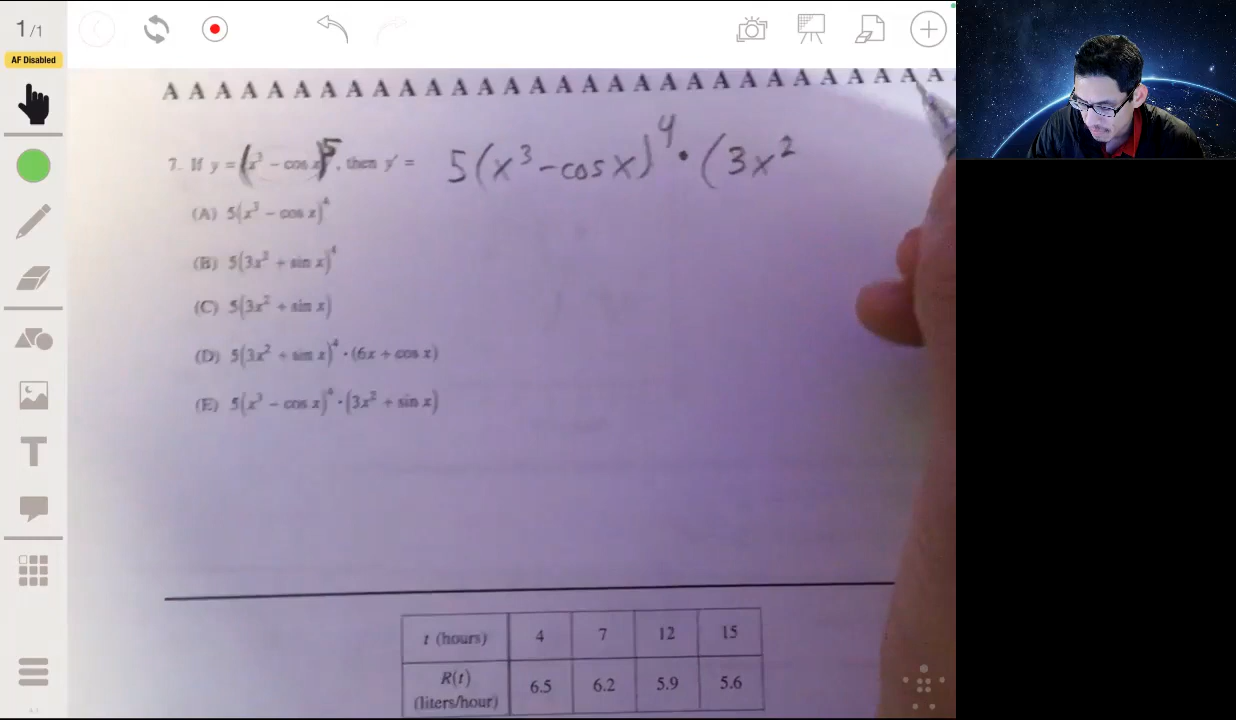 1/1
AF Disabled
A A A A A A A A A A A A A A A A A A A A A A A A A A A A A A
7. If y = (x³ − cos x)⁵, then y′ = 5(x³ − cos x)⁴ · (3x²
(A) 5(x³ − cos x)⁴
(B) 5(3x² + sin x)⁴
(C) 5(3x² + sin x)
(D) 5(3x² + sin x)⁴ · (6x + cos x)
(E) 5(x³ − cos x)⁴ · (3x² + sin x)
t (hours) 4 7 12 15
R(t) (liters/hour) 6.5 6.2 5.9 5.6
T